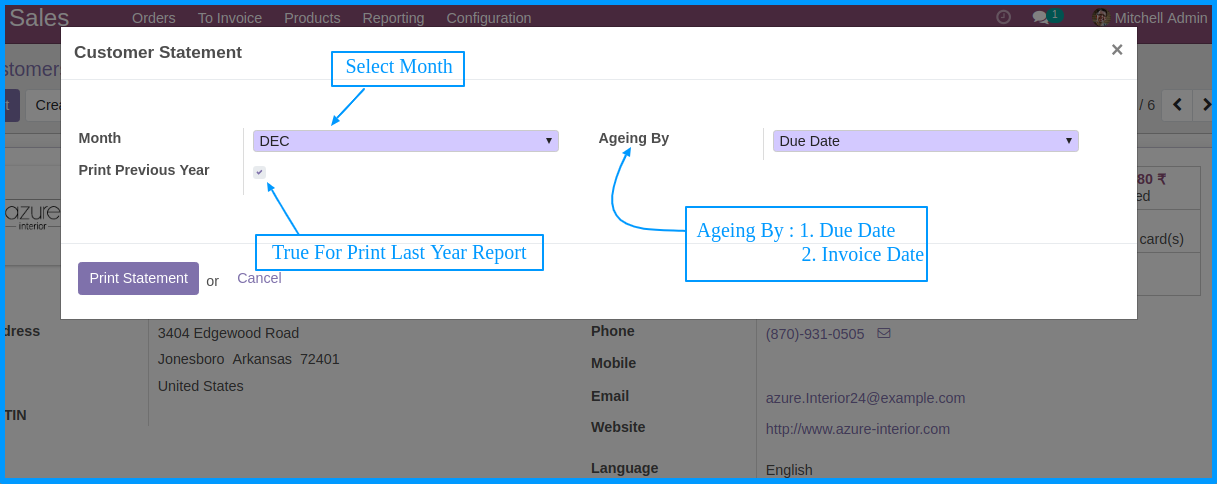 Sales Orders To Invoice Products Reporting Configuration 1 Mitchell Admin
Customer Statement ×
Select Month
Month DEC Ageing By Due Date
Print Previous Year
True For Print Last Year Report
Ageing By : 1. Due Date
2. Invoice Date
Print Statement or Cancel
stomers
Crea
/ 6
80 ₹
ed
card(s)
azure
interior
dress
3404 Edgewood Road
Jonesboro Arkansas 72401
United States
TIN
Phone (870)-931-0505
Mobile
Email azure.Interior24@example.com
Website http://www.azure-interior.com
Language English